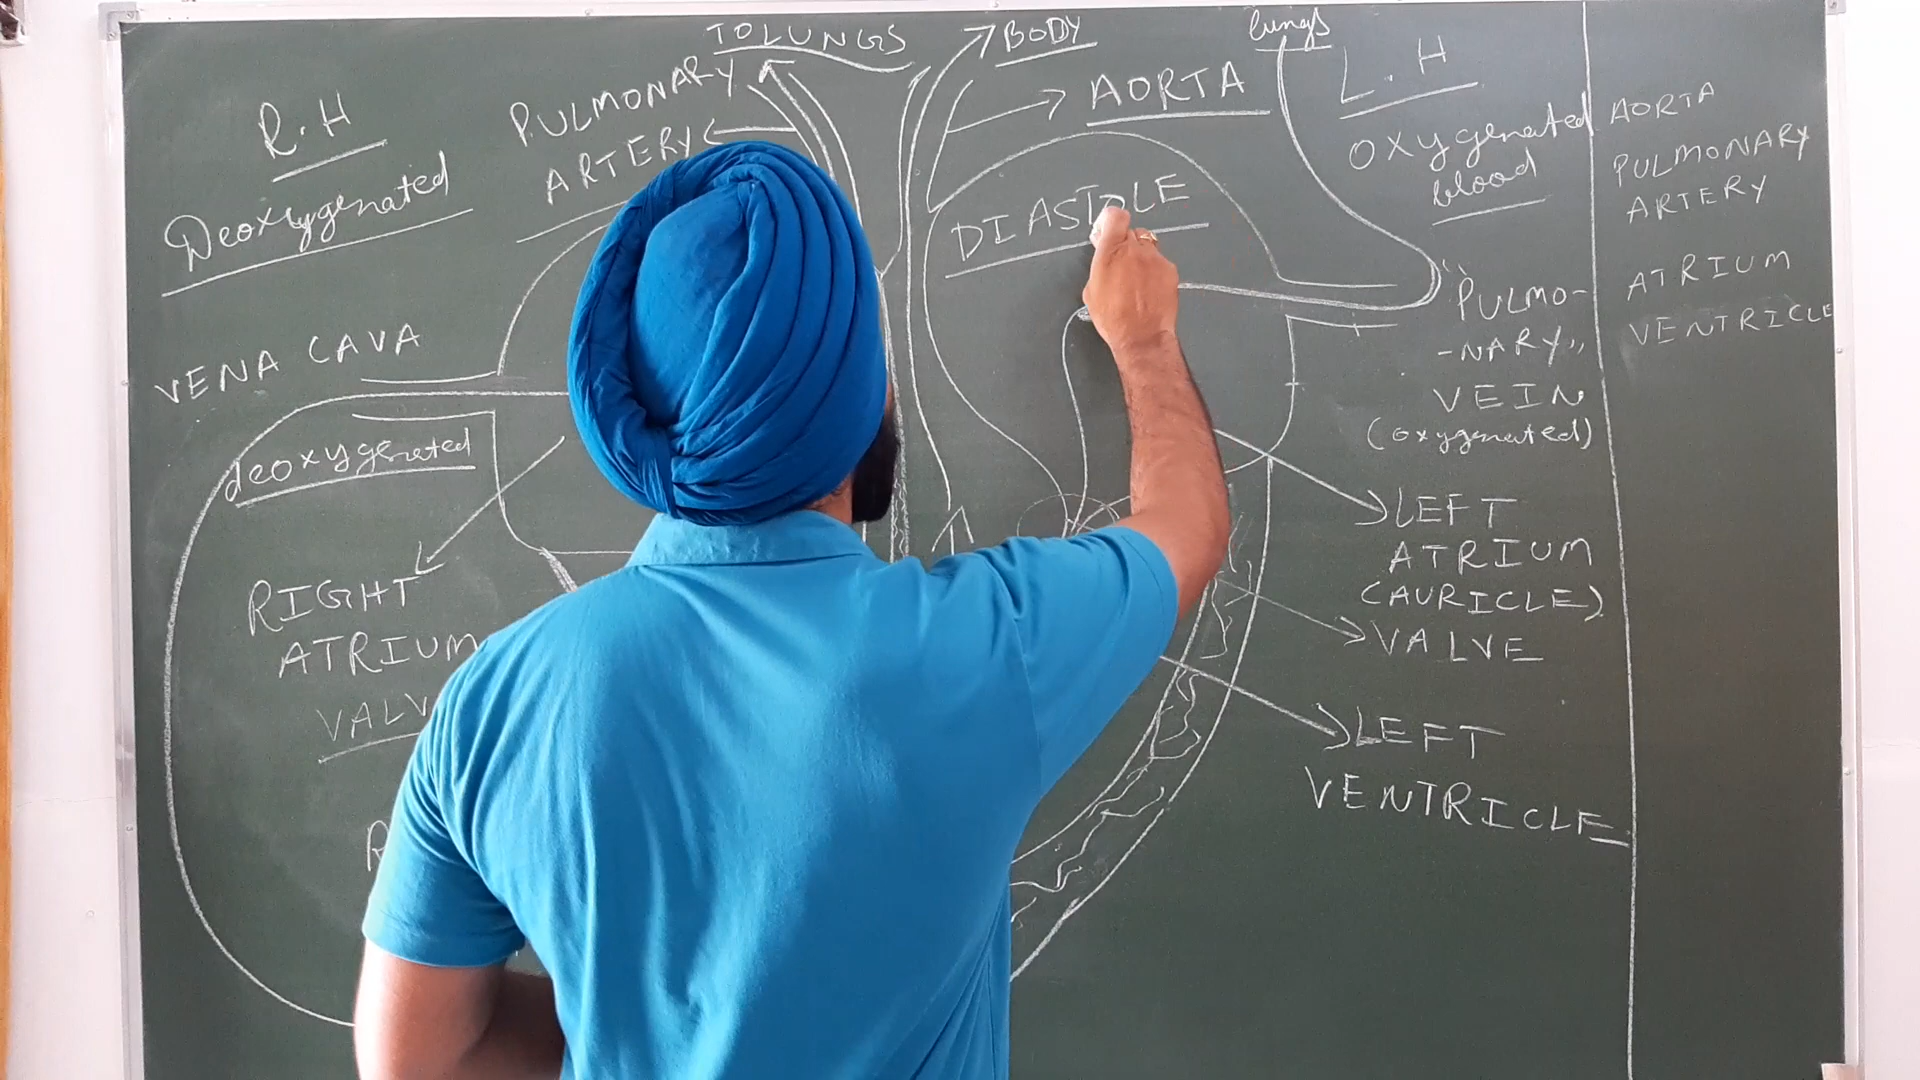 TO LUNGS
BODY
lungs
R.H
PULMONARY
ARTERY
AORTA
L.H
Deoxygenated
DIASTOLE
oxygenated
blood
AORTA
PULMONARY
ARTERY
ATRIUM
VENTRICLE
VENA CAVA
deoxygenated
PULMO-
-NARY,,
VEIN
(oxygenated)
RIGHT
ATRIUM
VALV
R
LEFT
ATRIUM
(AURICLE)
VALVE
LEFT
VENTRICLE